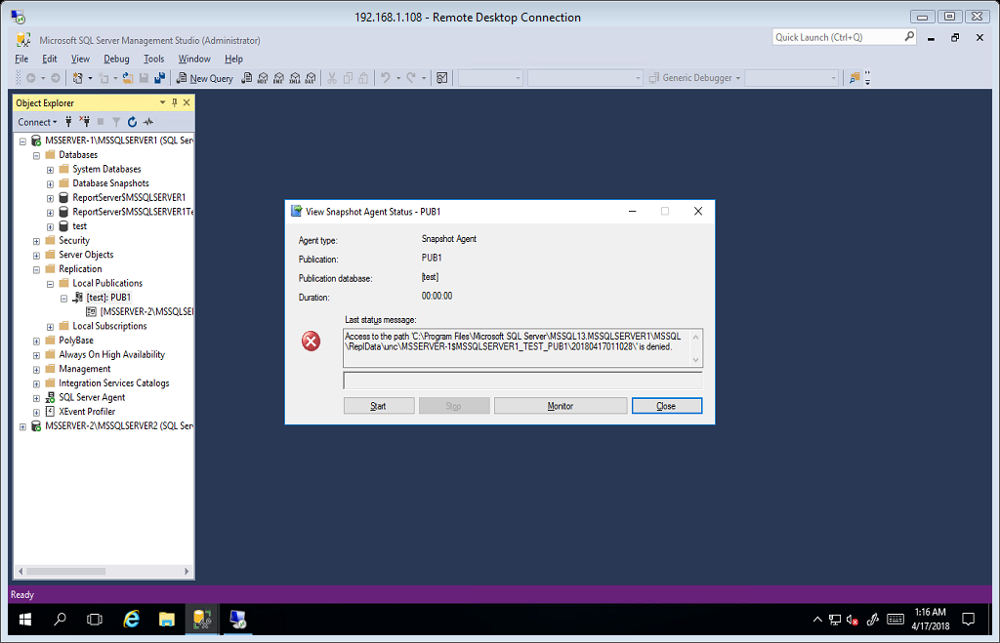 192.168.1.108 - Remote Desktop Connection
Microsoft SQL Server Management Studio (Administrator)
Quick Launch (Ctrl+Q)
File Edit View Debug Tools Window Help
New Query
MDX DMX XMLA DAX
Generic Debugger
Object Explorer
Connect
MSSERVER-1\MSSQLSERVER1 (SQL Ser
Databases
System Databases
Database Snapshots
ReportServer$MSSQLSERVER1
ReportServer$MSSQLSERVER1Te
test
Security
Server Objects
Replication
Local Publications
[test]: PUB1
[MSSERVER-2\MSSQLSE
Local Subscriptions
PolyBase
Always On High Availability
Management
Integration Services Catalogs
SQL Server Agent
XEvent Profiler
MSSERVER-2\MSSQLSERVER2 (SQL Ser
View Snapshot Agent Status - PUB1
Agent type: Snapshot Agent
Publication: PUB1
Publication database: [test]
Duration: 00:00:00
Last status message:
Access to the path 'C:\Program Files\Microsoft SQL Server\MSSQL13.MSSQLSERVER1\MSSQL
\ReplData\unc\MSSERVER-1$MSSQLSERVER1_TEST_PUB1\20180417011028\' is denied.
Start Stop Monitor Close
Ready
1:16 AM
4/17/2018